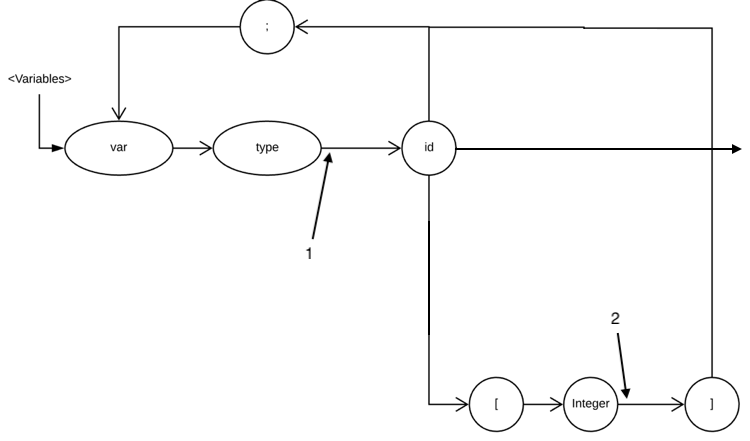 ;
<Variables>
var
type
id
1
2
[
Integer
]